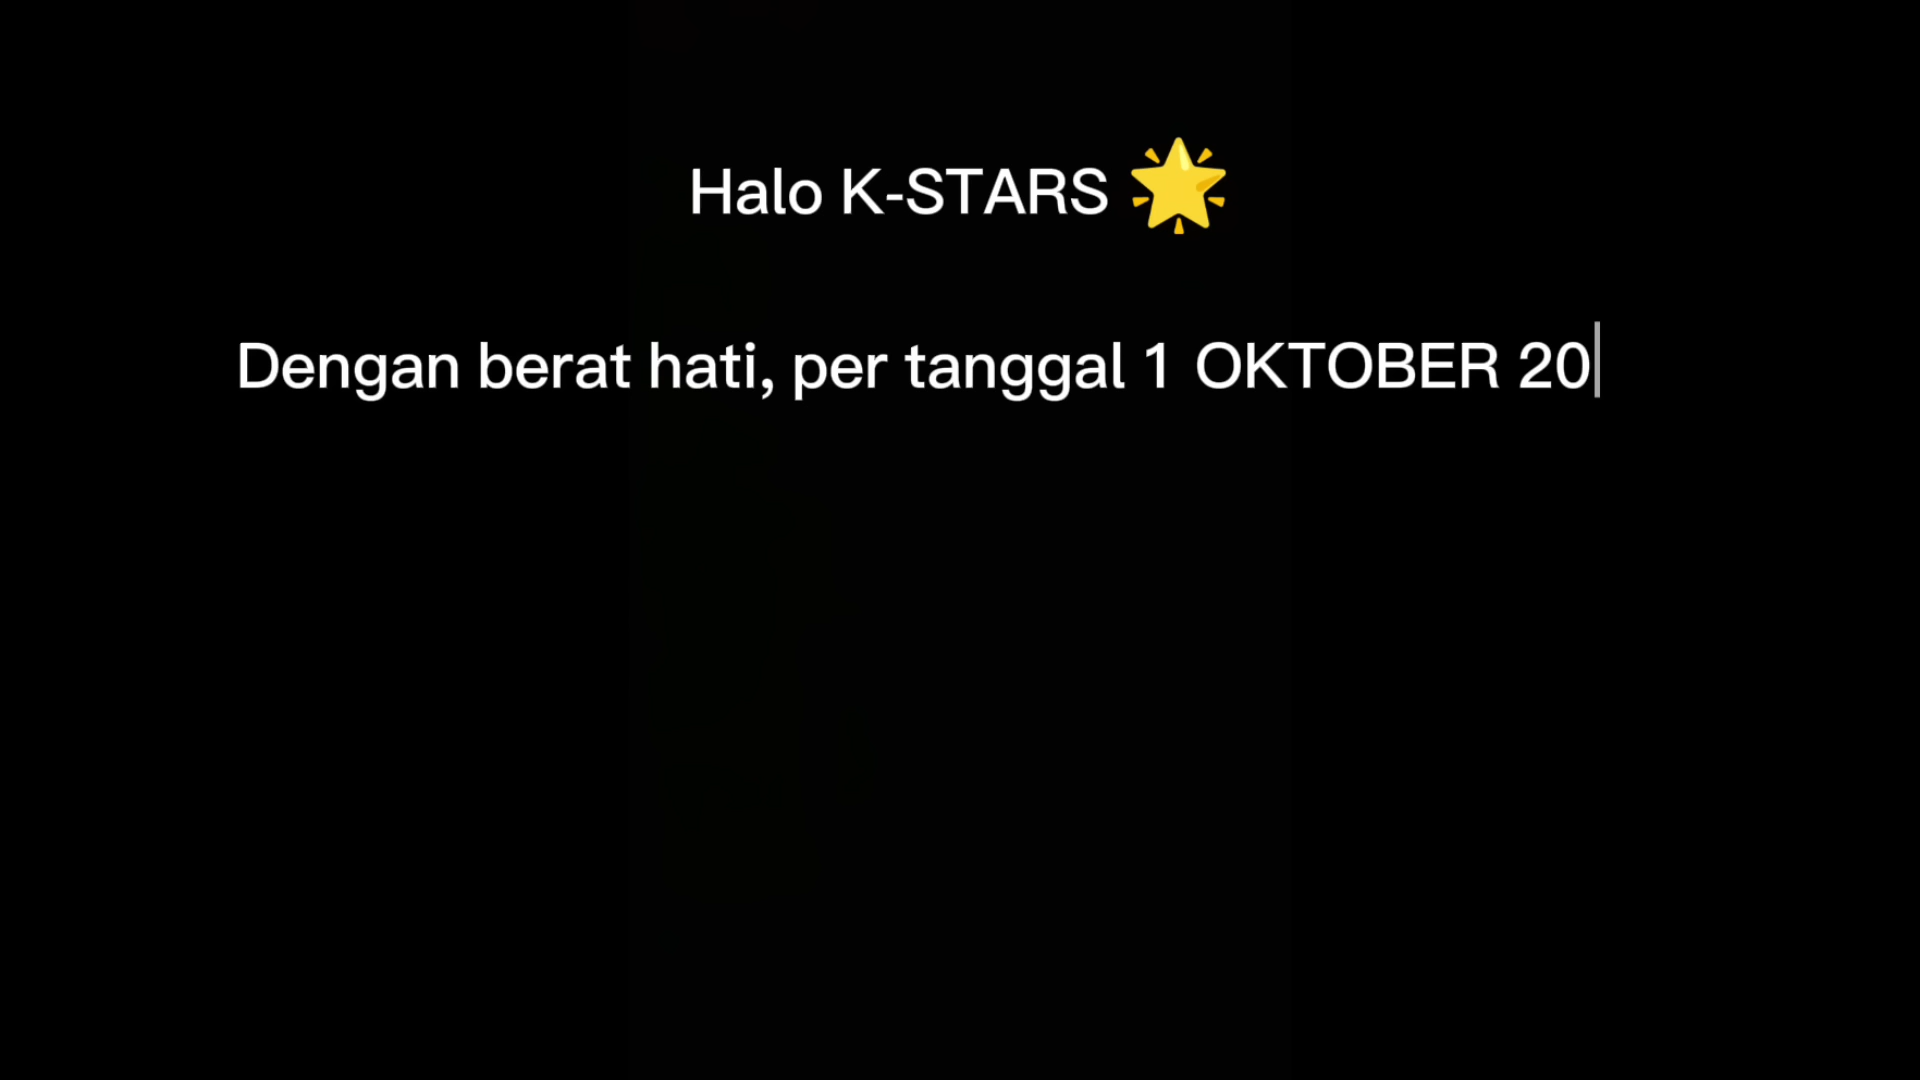 Halo K-STARS 🌟
Dengan berat hati, per tanggal 1 OKTOBER 20